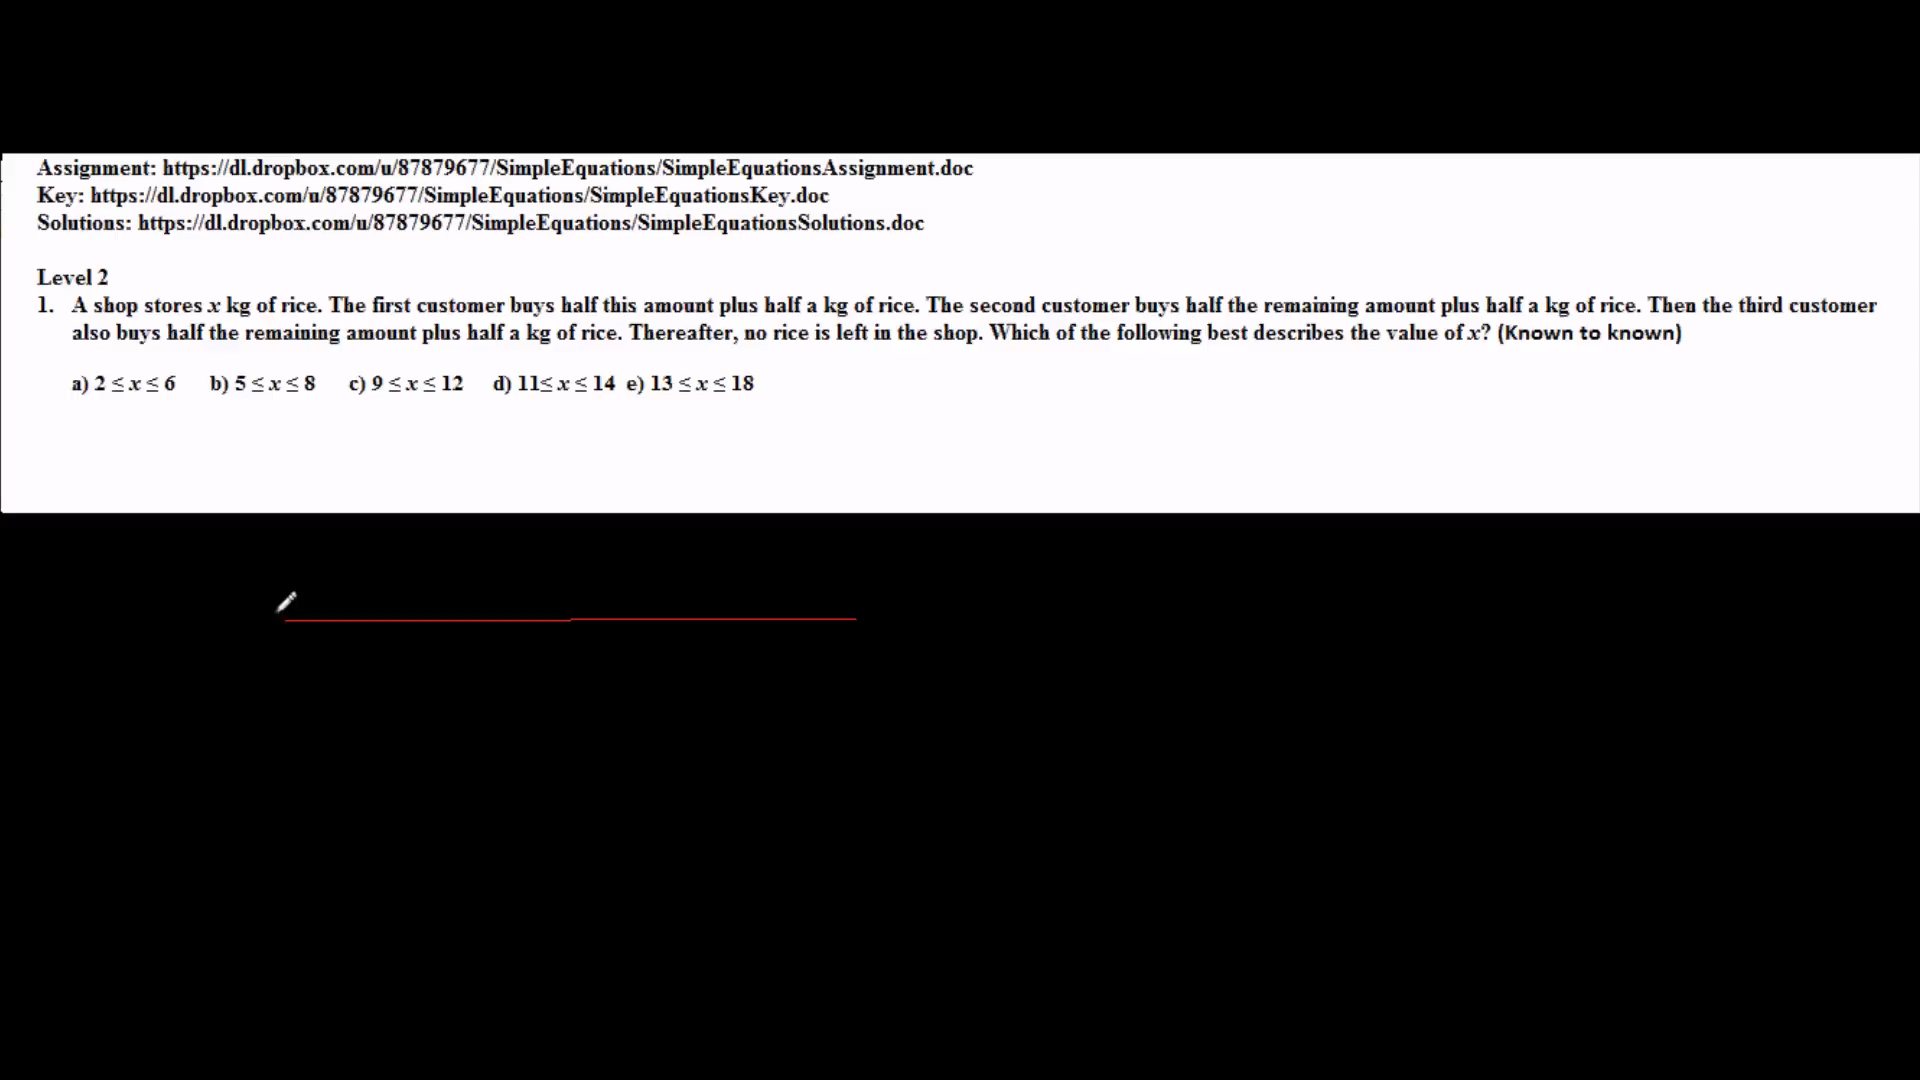 Assignment: https://dl.dropbox.com/u/87879677/SimpleEquations/SimpleEquationsAssignment.doc
Key: https://dl.dropbox.com/u/87879677/SimpleEquations/SimpleEquationsKey.doc
Solutions: https://dl.dropbox.com/u/87879677/SimpleEquations/SimpleEquationsSolutions.doc
Level 2
1. A shop stores x kg of rice. The first customer buys half this amount plus half a kg of rice. The second customer buys half the remaining amount plus half a kg of rice. Then the third customer
also buys half the remaining amount plus half a kg of rice. Thereafter, no rice is left in the shop. Which of the following best describes the value of x? (Known to known)
a) 2 ≤ x ≤ 6 b) 5 ≤ x ≤ 8 c) 9 ≤ x ≤ 12 d) 11≤ x ≤ 14 e) 13 ≤ x ≤ 18